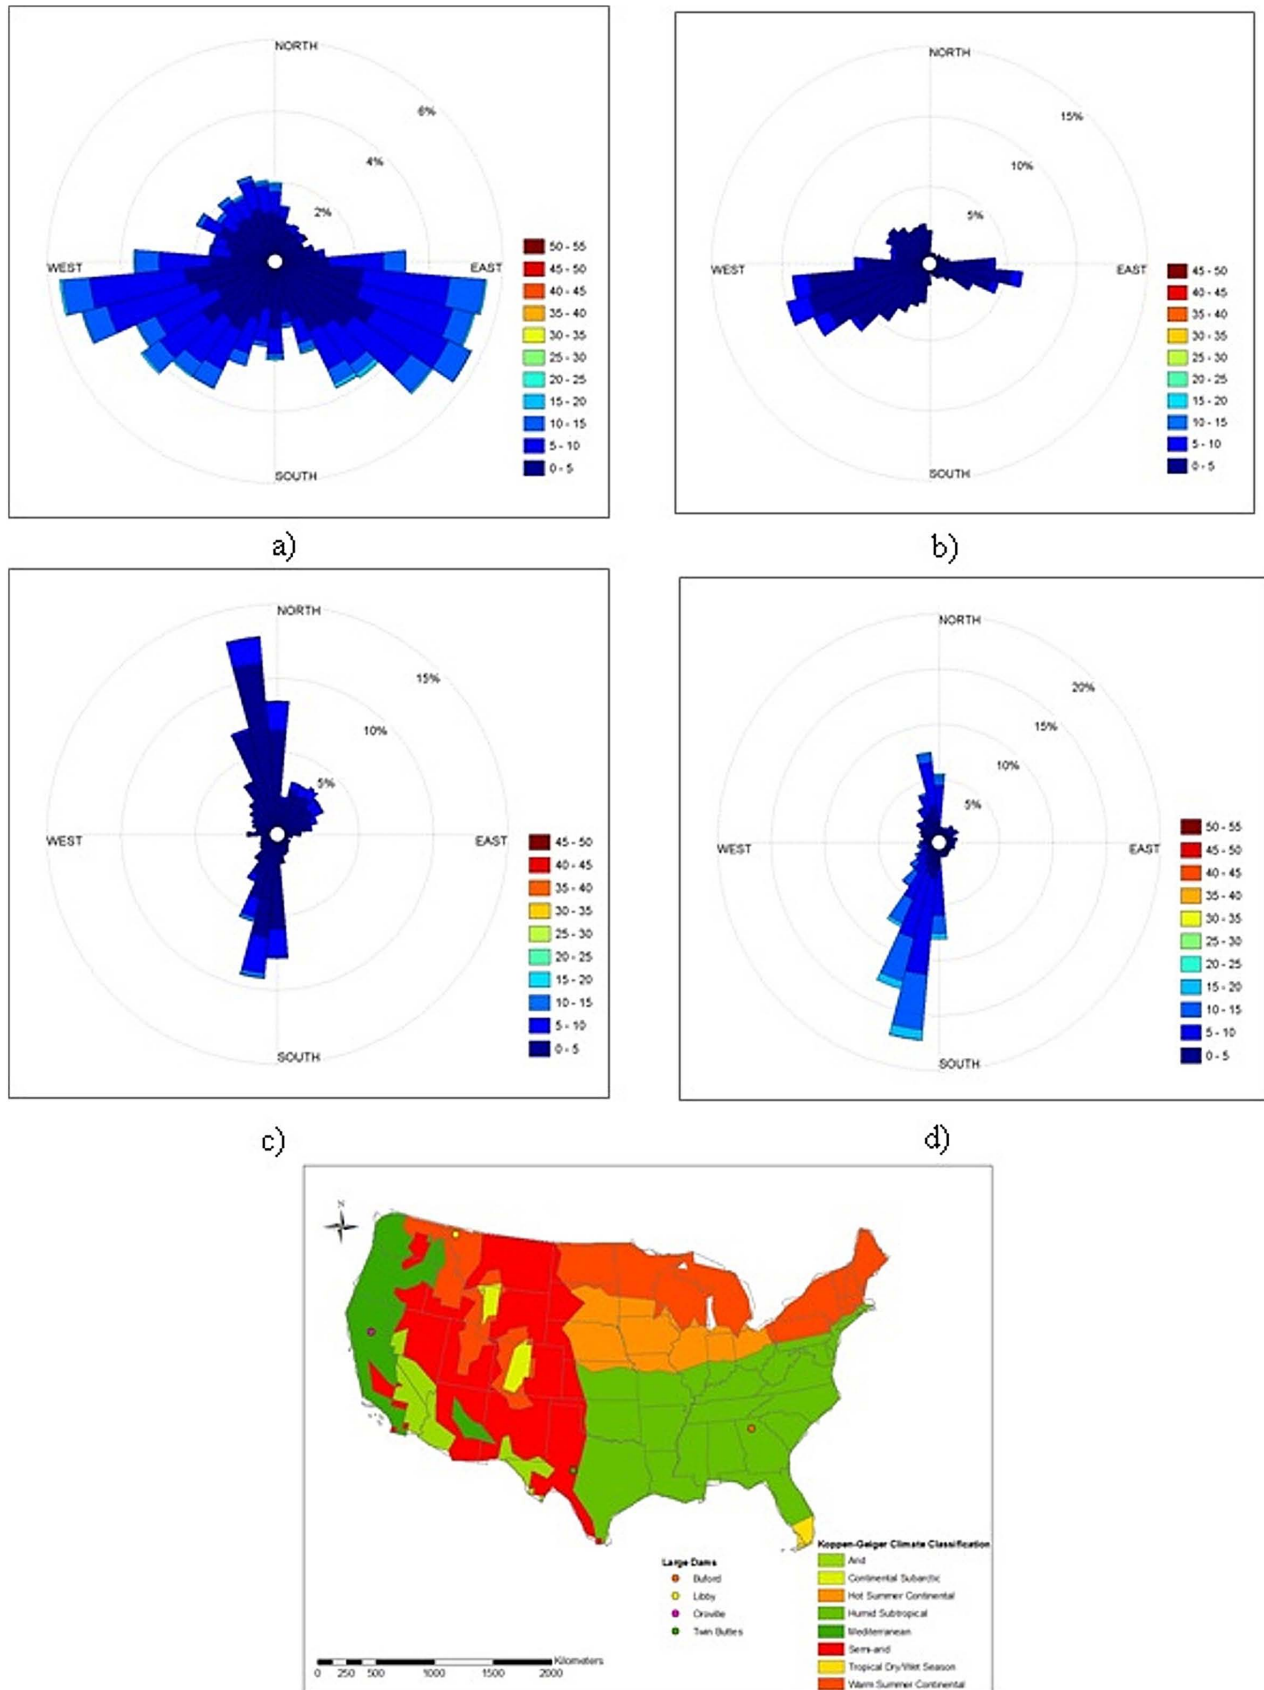 NORTH
6%
4%
2%
WEST
EAST
SOUTH
50 - 55
45 - 50
40 - 45
35 - 40
30 - 35
25 - 30
20 - 25
15 - 20
10 - 15
5 - 10
0 - 5
a)
NORTH
15%
10%
5%
WEST
EAST
SOUTH
45 - 50
40 - 45
35 - 40
30 - 35
25 - 30
20 - 25
15 - 20
10 - 15
5 - 10
0 - 5
b)
NORTH
15%
10%
5%
WEST
EAST
SOUTH
45 - 50
40 - 45
35 - 40
30 - 35
25 - 30
20 - 25
15 - 20
10 - 15
5 - 10
0 - 5
c)
NORTH
20%
15%
10%
5%
WEST
EAST
SOUTH
50 - 55
45 - 50
40 - 45
35 - 40
30 - 35
25 - 30
20 - 25
15 - 20
10 - 15
5 - 10
0 - 5
d)
N
Large Dams
Buford
Libby
Oroville
Twin Buttes
Koppen-Geiger Climate Classification
Arid
Continental Subarctic
Hot Summer Continental
Humid Subtropical
Mediterranean
Semi-arid
Tropical Dry/Wet Season
Warm Summer Continental
Kilometers
0 250 500 1000 1500 2000